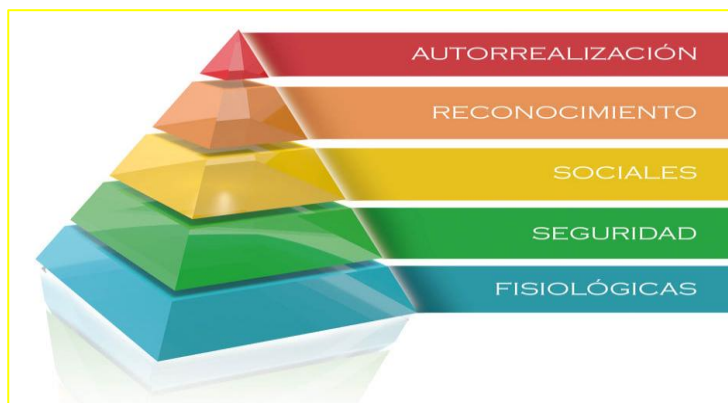 AUTORREALIZACIÓN
RECONOCIMIENTO
SOCIALES
SEGURIDAD
FISIOLÓGICAS